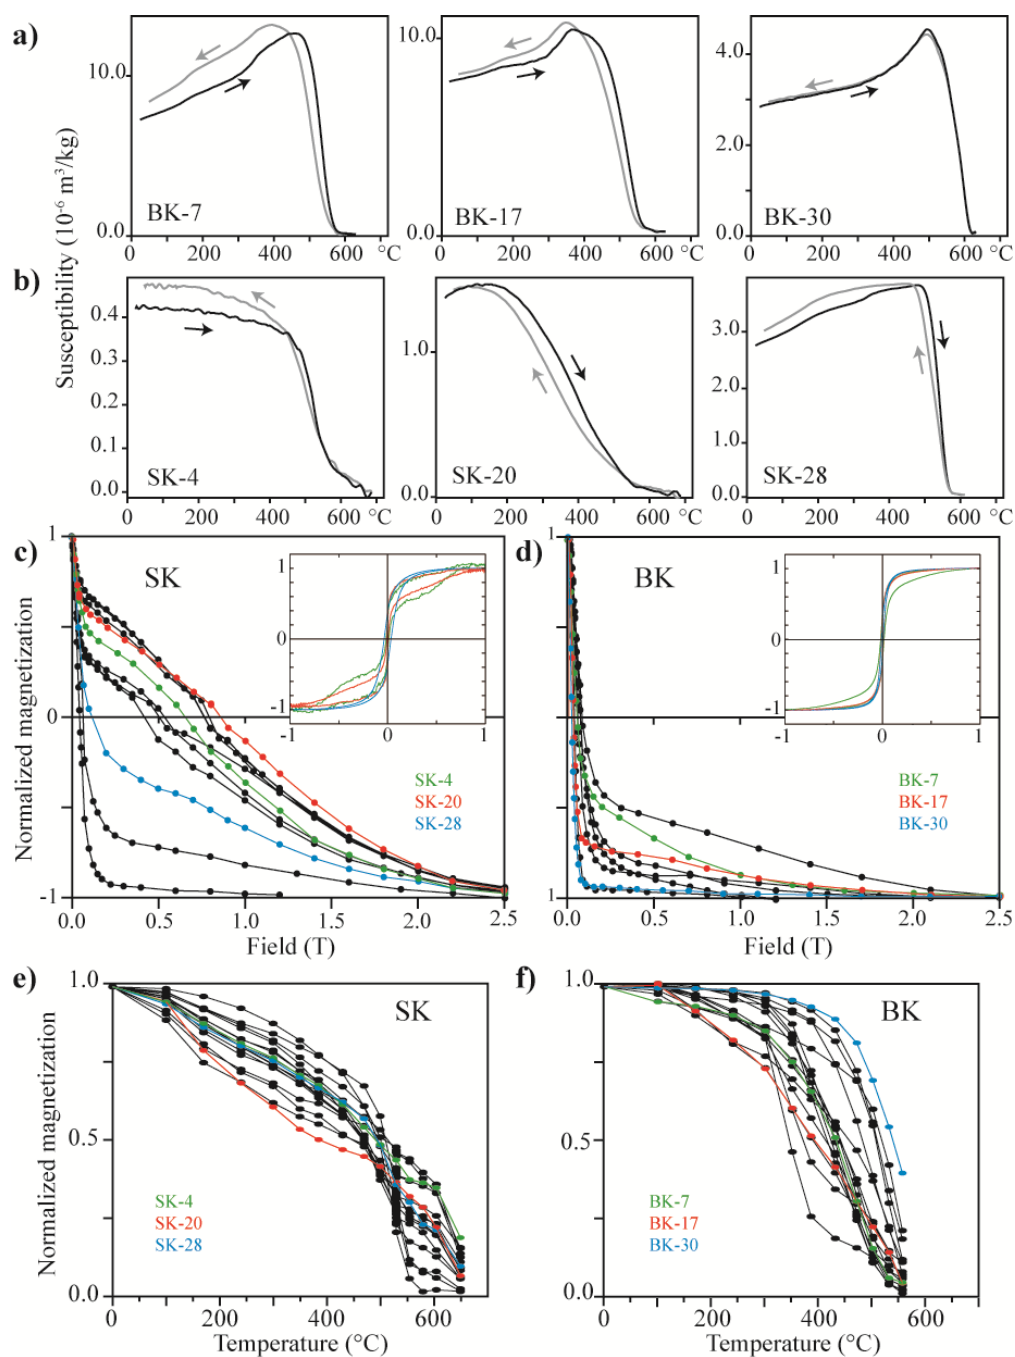 a)
10.0
0.0
BK-7
0 200 400 600 °C
10.0
0.0
BK-17
0 200 400 600 °C
4.0
2.0
0.0
BK-30
0 200 400 600 °C
Susceptibility (10⁻⁶ m³/kg)
b)
0.4
0.3
0.2
0.1
0.0
SK-4
0 200 400 600 °C
1.0
0.0
SK-20
0 200 400 600 °C
3.0
2.0
1.0
0.0
SK-28
0 200 400 600 °C
c)
SK
1
0
-1
Normalized magnetization
1
0
-1
-1 0 1
SK-4
SK-20
SK-28
0.0 0.5 1.0 1.5 2.0 2.5
Field (T)
d)
BK
1
0
1
1
0
-1
-1 0 1
BK-7
BK-17
BK-30
0.0 0.5 1.0 1.5 2.0 2.5
Field (T)
e)
SK
1.0
0.5
0.0
Normalized magnetization
SK-4
SK-20
SK-28
0 200 400 600
Temperature (°C)
f)
BK
1.0
0.5
0.0
BK-7
BK-17
BK-30
0 200 400 600
Temperature (°C)